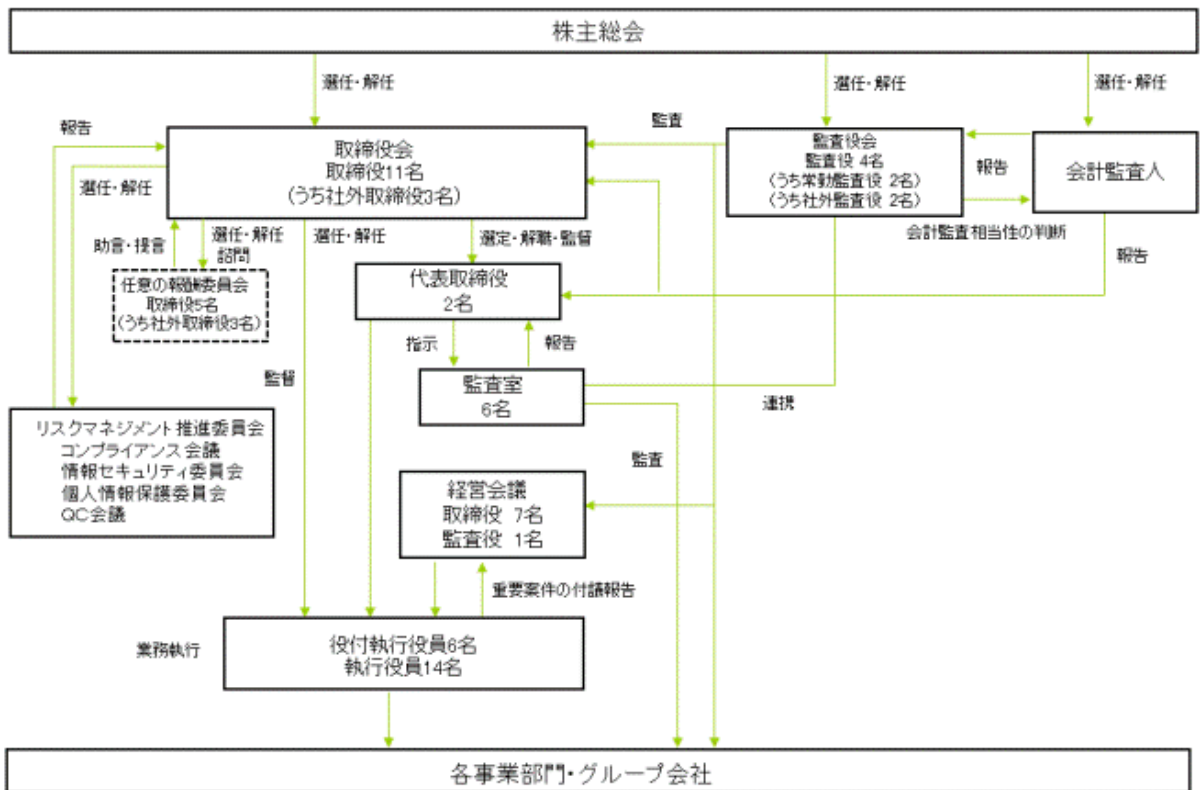 株主総会
選任・解任
選任・解任
選任・解任
報告
監査
取締役会
取締役11名
(うち社外取締役3名)
監査役会
監査役 4名
(うち常勤監査役 2名)
(うち社外監査役 2名)
報告
会計監査人
選任・解任
助言・提言
選任・解任
諮問
選任・解任
選定・解職・監督
会計監査相当性の判断
報告
任意の報酬委員会
取締役5名
(うち社外取締役3名)
代表取締役
2名
指示
報告
監督
監査室
6名
連携
リスクマネジメント推進委員会
コンプライアンス会議
情報セキュリティ委員会
個人情報保護委員会
QC会議
監査
経営会議
取締役 7名
監査役 1名
重要案件の付議報告
業務執行
役付執行役員6名
執行役員14名
各事業部門・グループ会社